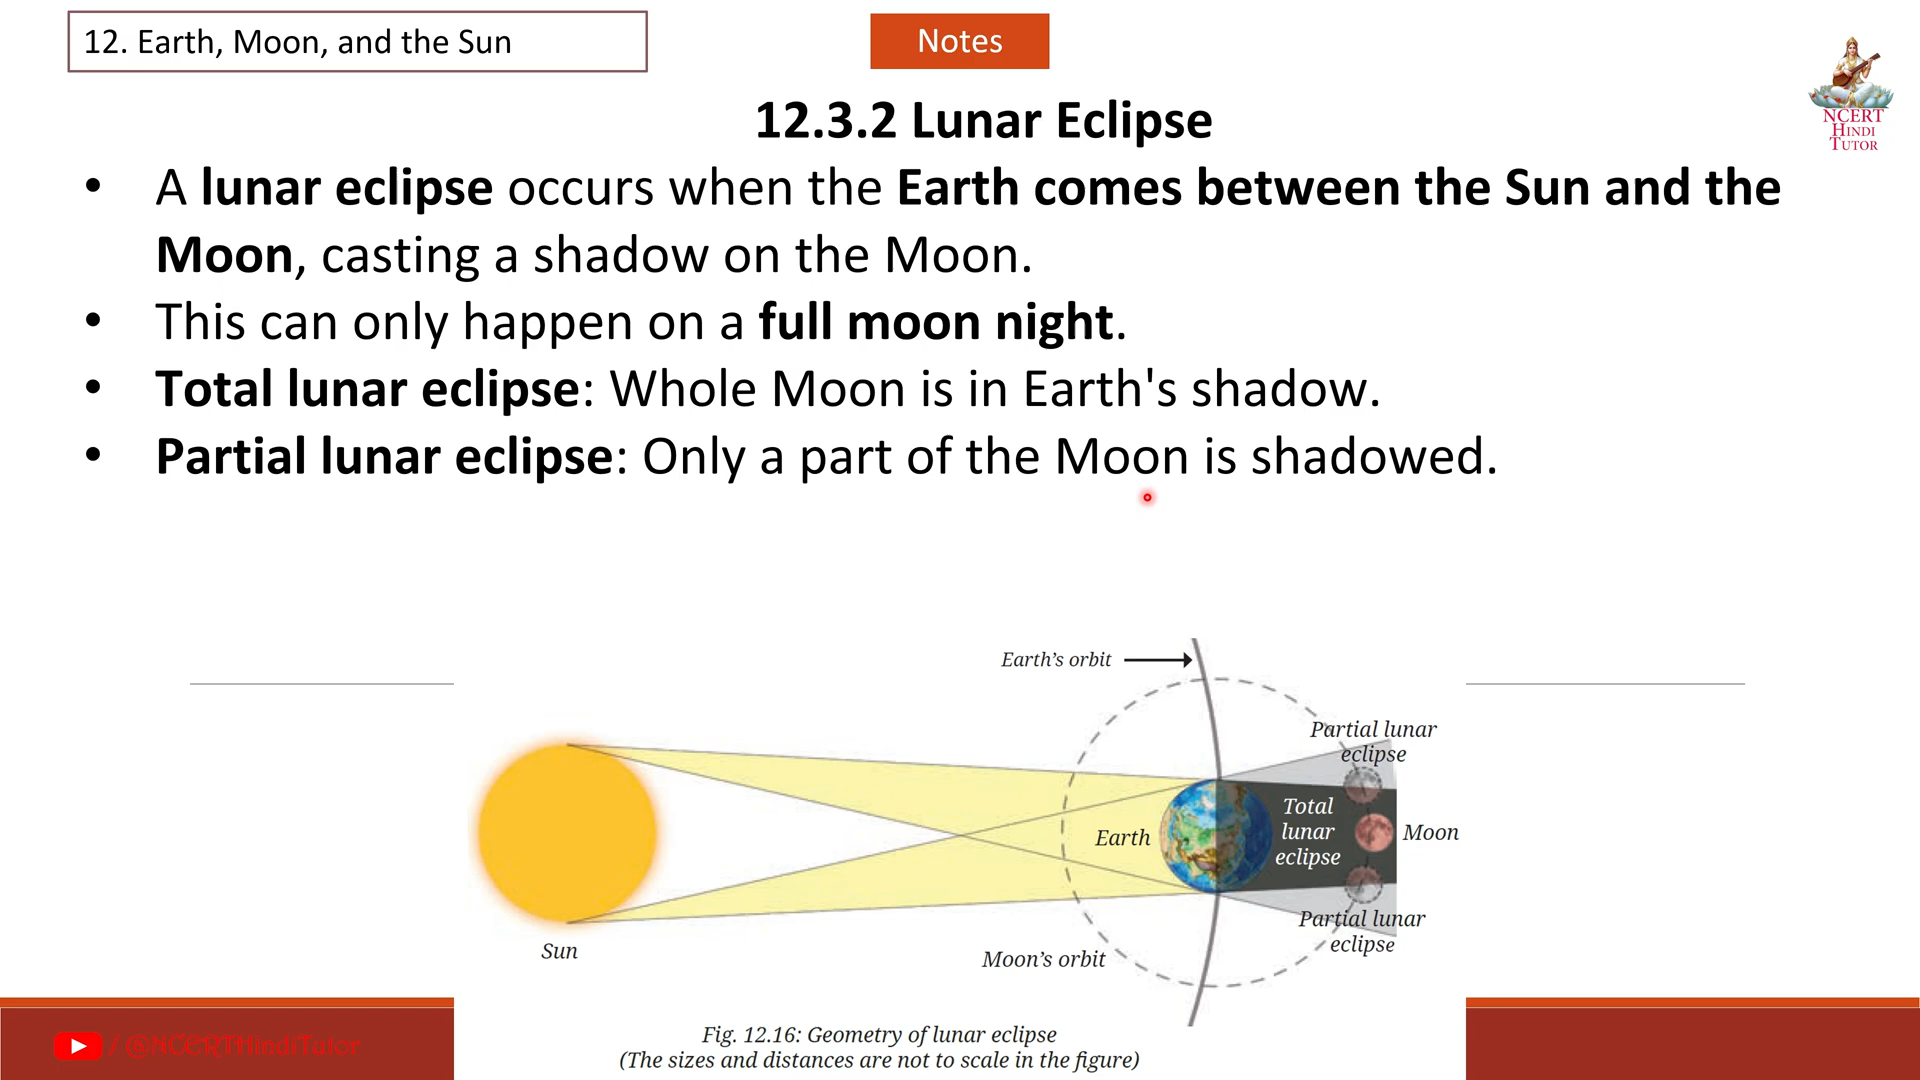 12. Earth, Moon, and the Sun
Notes
NCERT
HINDI
TUTOR
12.3.2 Lunar Eclipse
• A lunar eclipse occurs when the Earth comes between the Sun and the
Moon, casting a shadow on the Moon.
• This can only happen on a full moon night.
• Total lunar eclipse: Whole Moon is in Earth's shadow.
• Partial lunar eclipse: Only a part of the Moon is shadowed.
Earth’s orbit
Partial lunar
eclipse
Total
lunar
eclipse
Earth
Moon
Partial lunar
eclipse
Sun
Moon’s orbit
Fig. 12.16: Geometry of lunar eclipse
(The sizes and distances are not to scale in the figure)
/ @NCERTHindiTutor